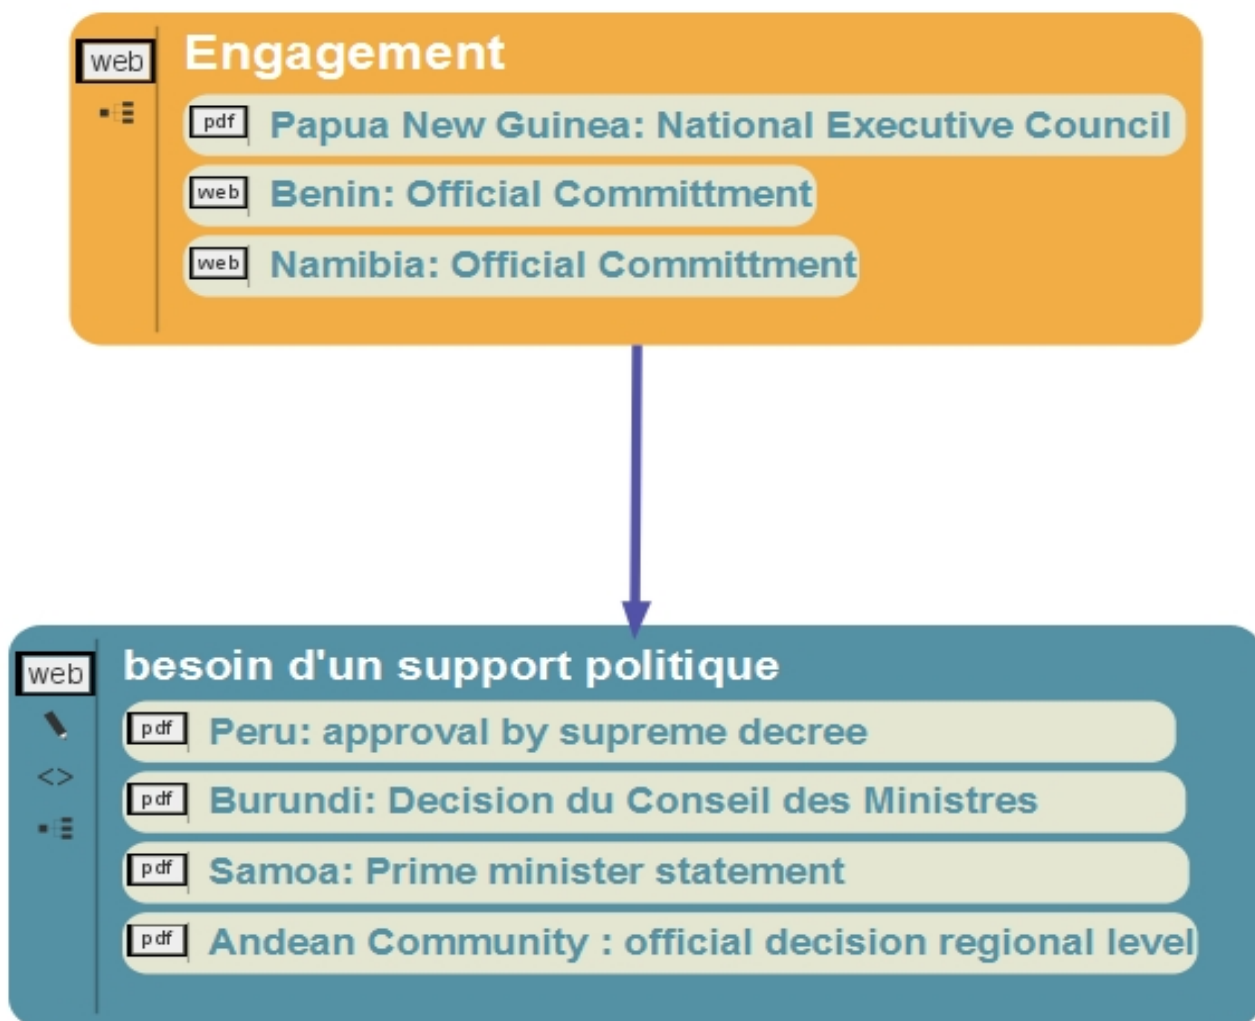 web Engagement
pdf Papua New Guinea: National Executive Council
web Benin: Official Committment
web Namibia: Official Committment
web besoin d'un support politique
pdf Peru: approval by supreme decree
<>
pdf Burundi: Decision du Conseil des Ministres
pdf Samoa: Prime minister statement
pdf Andean Community : official decision regional level